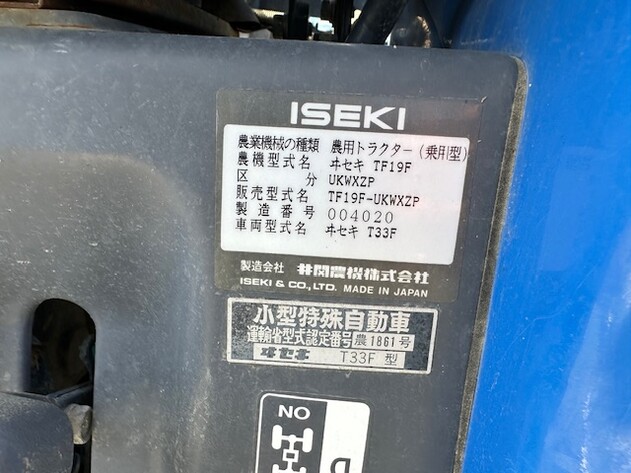 ISEKI
農業機械の種類 農用トラクター(乗用型)
農機型式名 ヰセキ TF19F
区分 UKWXZP
販売型式名 TF19F-UKWXZP
製造番号 004020
車両型式名 ヰセキ T33F
製造会社 井関農機株式会社
ISEKI & CO., LTD. MADE IN JAPAN
小型特殊自動車
運輸省型式認定番号 農1861号
ヰセキ T33F 型
NO